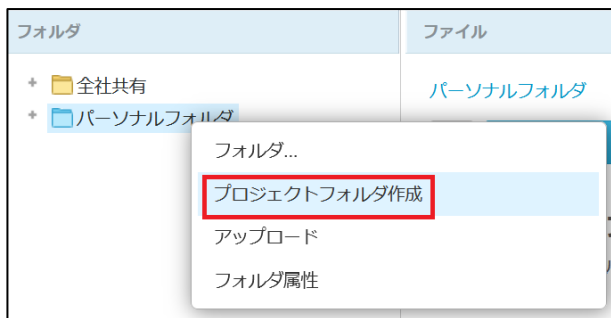 フォルダ
ファイル
全社共有
パーソナルフォルダ
パーソナルフォルダ
フォルダ...
プロジェクトフォルダ作成
アップロード
フォルダ属性